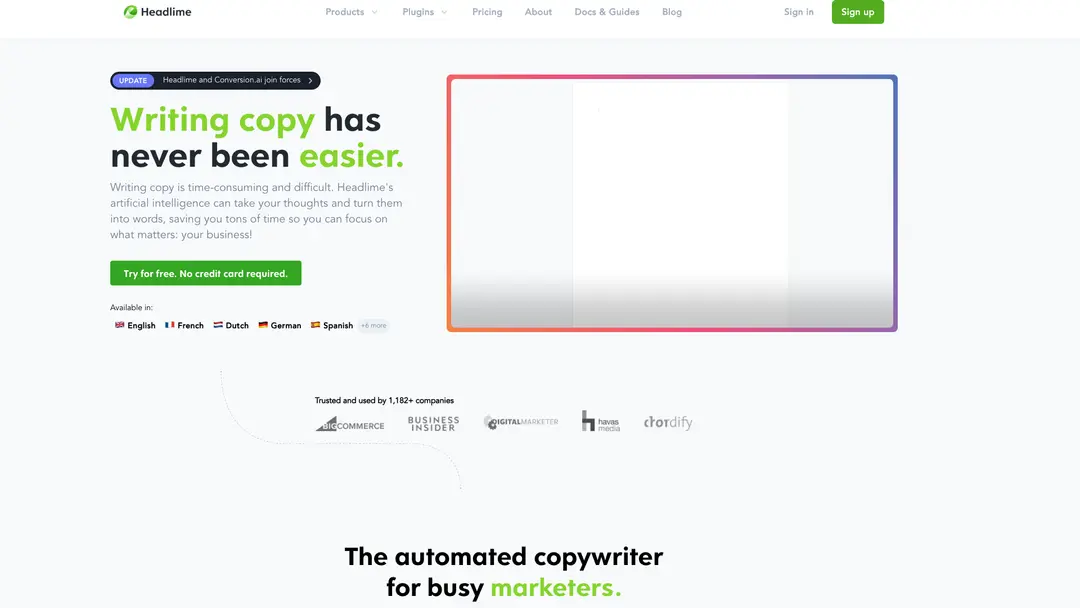 Headlime
Products Plugins Pricing About Docs & Guides Blog Sign in Sign up
UPDATE Headlime and Conversion.ai join forces
Writing copy has
never been easier.
Writing copy is time-consuming and difficult. Headlime's
artificial intelligence can take your thoughts and turn them
into words, saving you tons of time so you can focus on
what matters: your business!
Try for free. No credit card required.
Available in:
English French Dutch German Spanish +6 more
Trusted and used by 1,182+ companies
BIGCOMMERCE
BUSINESS
INSIDER
DIGITALMARKETER
havas
media
chordify
The automated copywriter
for busy marketers.